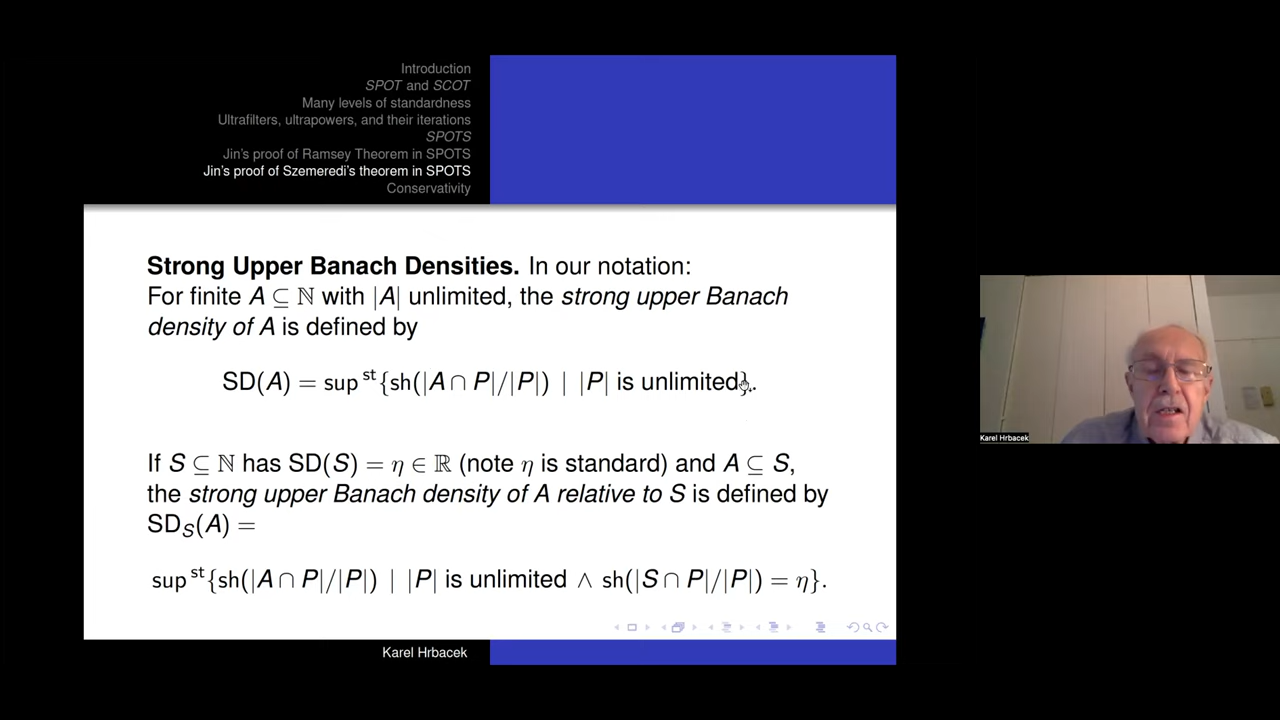 Introduction
SPOT and SCOT
Many levels of standardness
Ultrafilters, ultrapowers, and their iterations
SPOTS
Jin's proof of Ramsey Theorem in SPOTS
Jin's proof of Szemeredi's theorem in SPOTS
Conservativity
Strong Upper Banach Densities. In our notation:
For finite A ⊆ ℕ with |A| unlimited, the strong upper Banach
density of A is defined by
SD(A) = sup^st{sh(|A ∩ P|/|P|) | |P| is unlimited}.
If S ⊆ ℕ has SD(S) = η ∈ ℝ (note η is standard) and A ⊆ S,
the strong upper Banach density of A relative to S is defined by
SD_S(A) =
sup^st{sh(|A ∩ P|/|P|) | |P| is unlimited ∧ sh(|S ∩ P|/|P|) = η}.
Karel Hrbacek
Karel Hrbacek